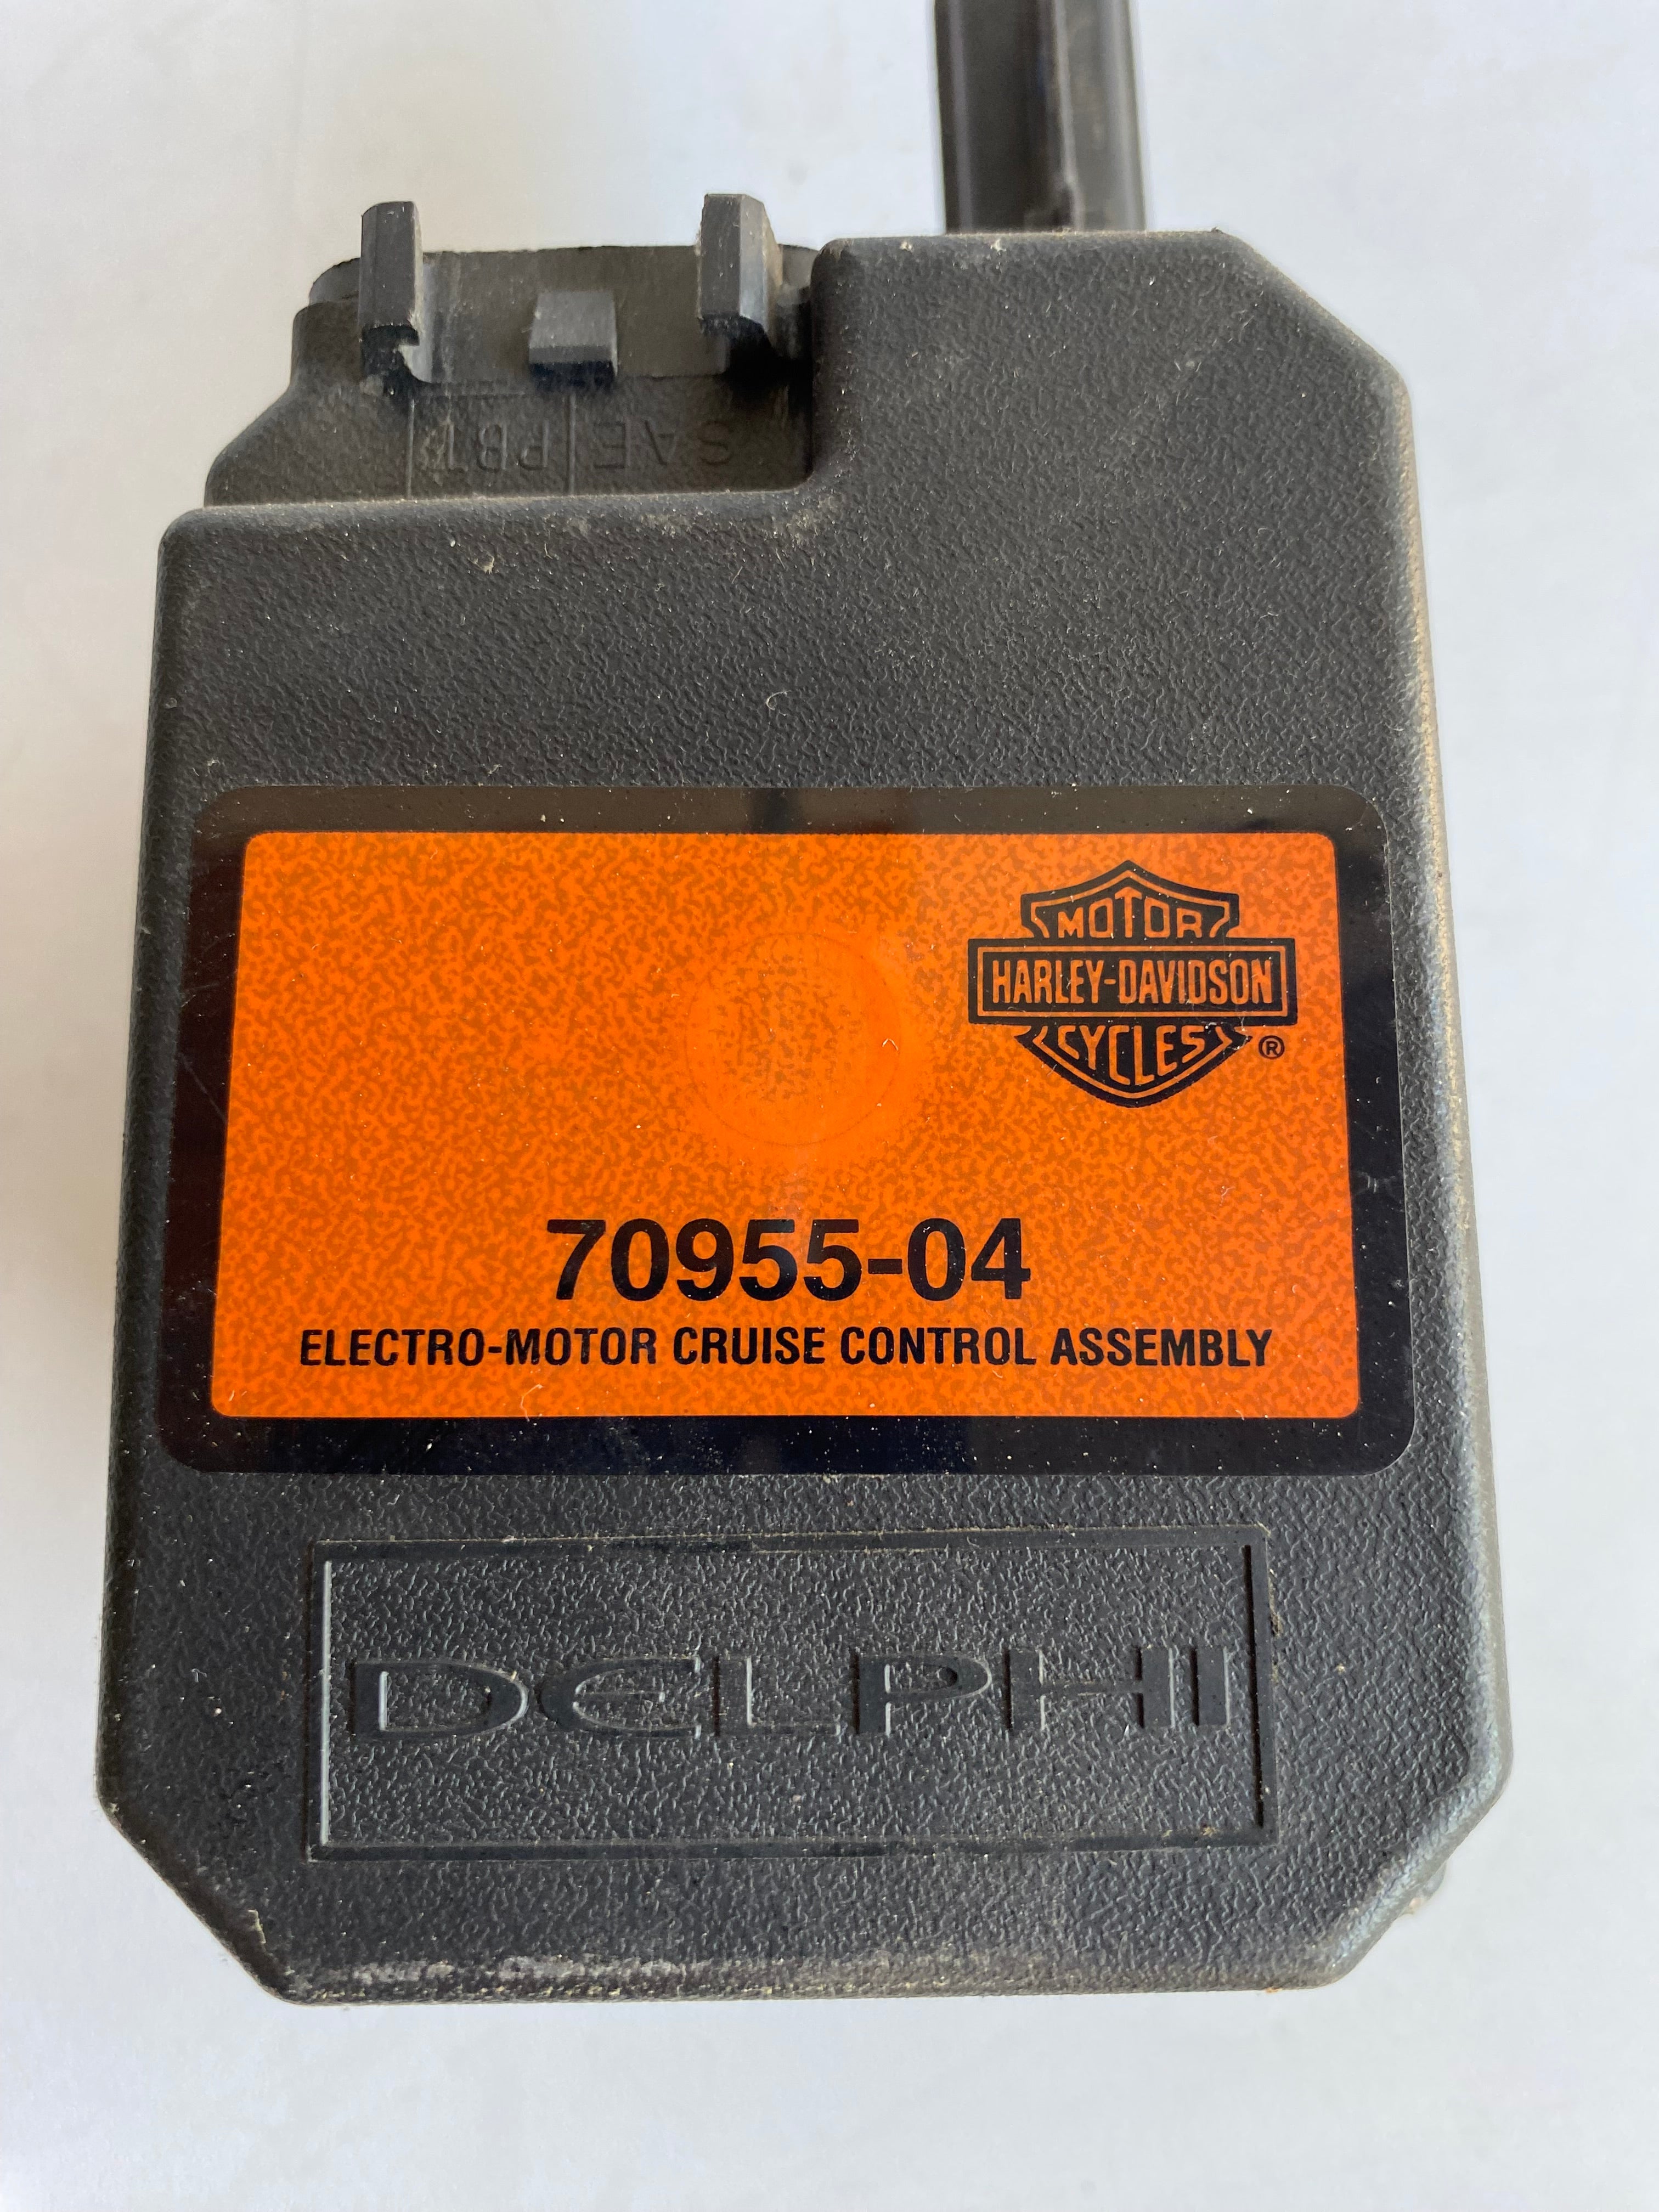 SAE PBT
MOTOR
HARLEY-DAVIDSON
CYCLES
®
70955-04
ELECTRO-MOTOR CRUISE CONTROL ASSEMBLY
DELPHI